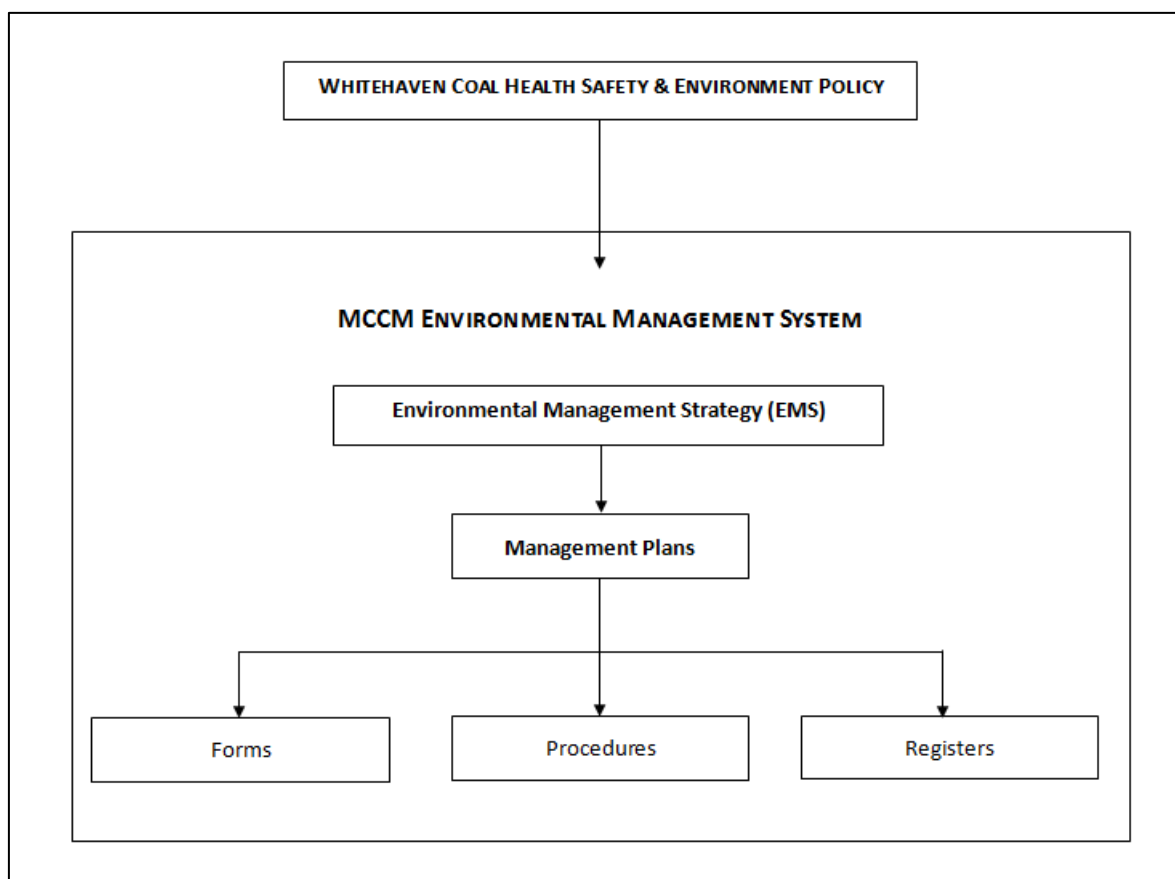 WHITEHAVEN COAL HEALTH SAFETY & ENVIRONMENT POLICY
MCCM ENVIRONMENTAL MANAGEMENT SYSTEM
Environmental Management Strategy (EMS)
Management Plans
Forms
Procedures
Registers